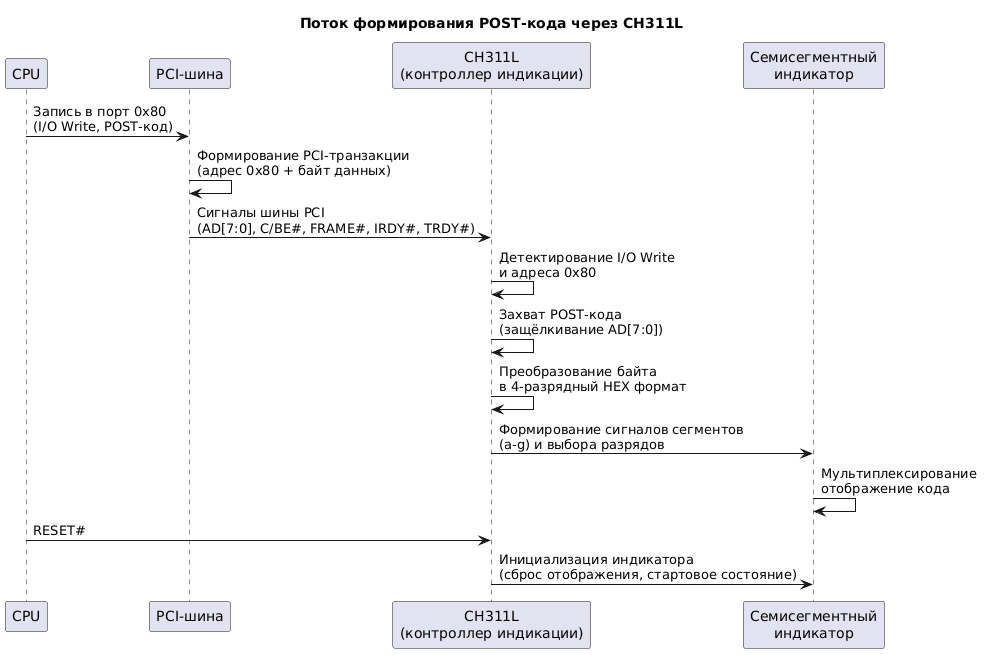 Поток формирования POST-кода через CH311L
CPU
PCI-шина
CH311L
(контроллер индикации)
Семисегментный
индикатор
Запись в порт 0x80
(I/O Write, POST-код)
Формирование PCI-транзакции
(адрес 0x80 + байт данных)
Сигналы шины PCI
(AD[7:0], C/BE#, FRAME#, IRDY#, TRDY#)
Детектирование I/O Write
и адреса 0x80
Захват POST-кода
(защёлкивание AD[7:0])
Преобразование байта
в 4-разрядный HEX формат
Формирование сигналов сегментов
(a-g) и выбора разрядов
Мультиплексирование
отображение кода
RESET#
Инициализация индикатора
(сброс отображения, стартовое состояние)
CPU
PCI-шина
CH311L
(контроллер индикации)
Семисегментный
индикатор